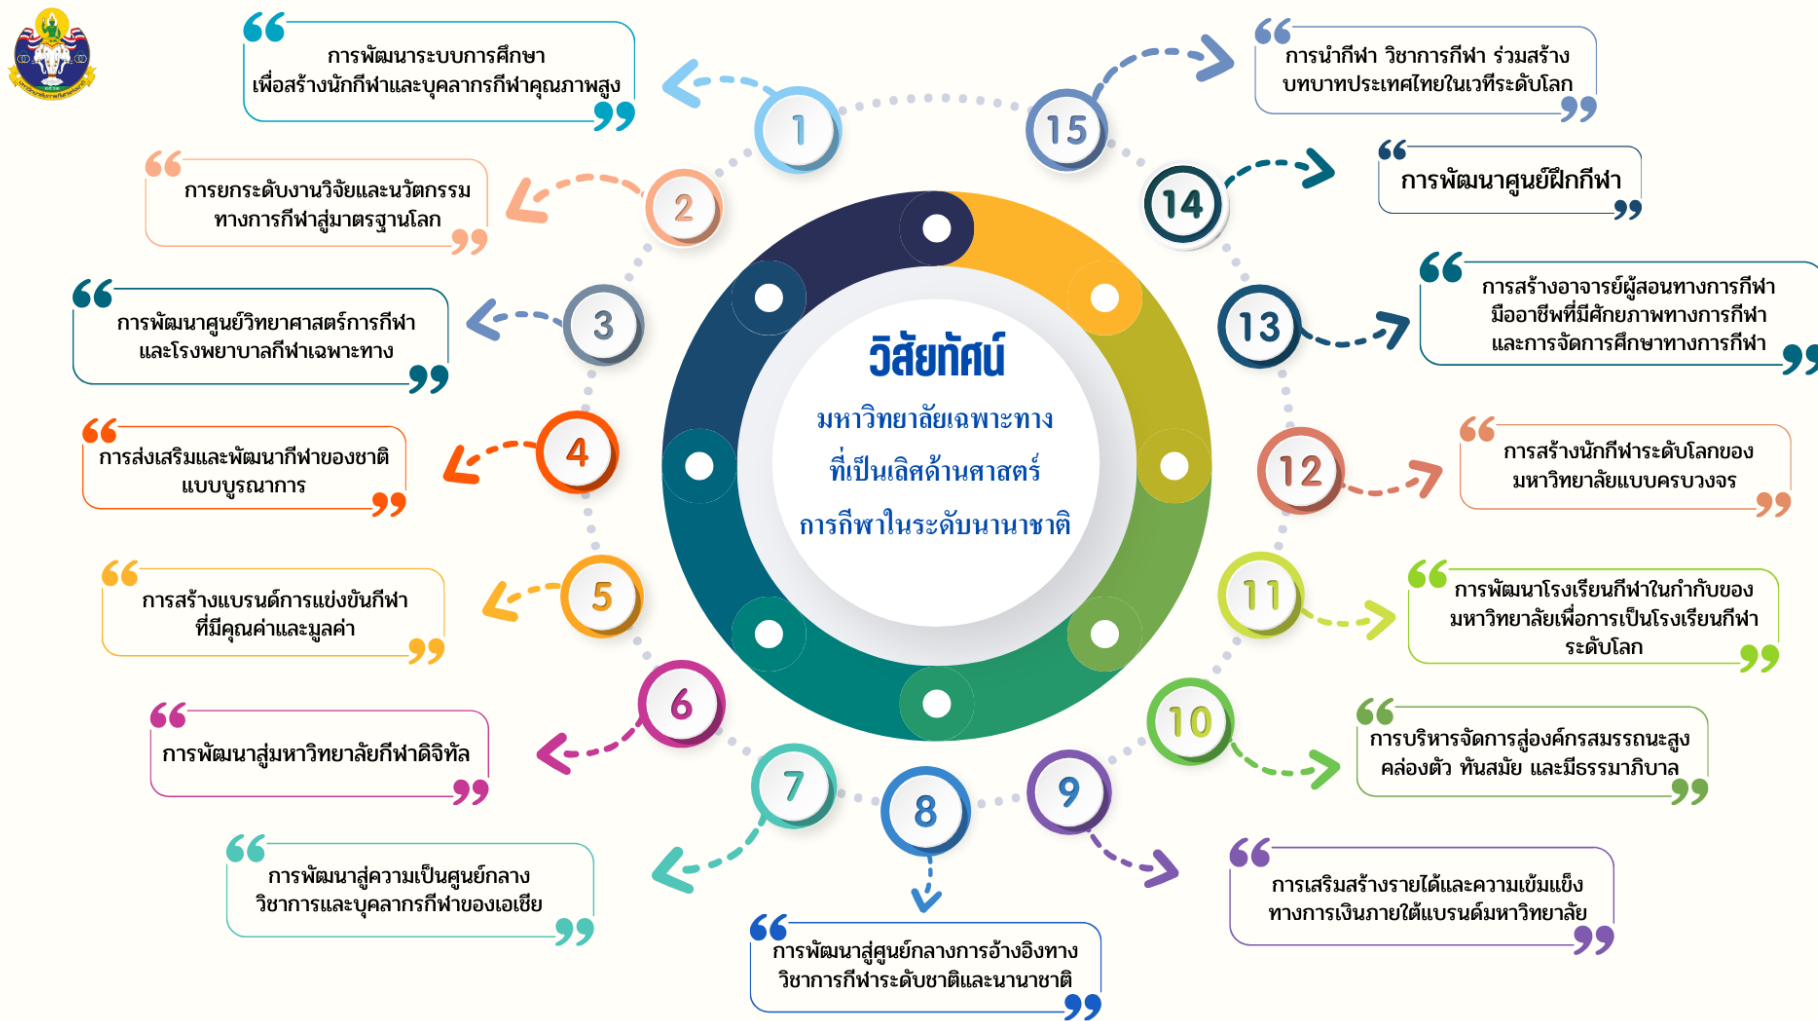 วิสัยทัศน์
มหาวิทยาลัยเฉพาะทาง
ที่เป็นเลิศด้านศาสตร์
การกีฬาในระดับนานาชาติ
1
การพัฒนาระบบการศึกษา
เพื่อสร้างนักกีฬาและบุคลากรกีฬาคุณภาพสูง
2
การยกระดับงานวิจัยและนวัตกรรม
ทางการกีฬาสู่มาตรฐานโลก
3
การพัฒนาศูนย์วิทยาศาสตร์การกีฬา
และโรงพยาบาลกีฬาเฉพาะทาง
4
การส่งเสริมและพัฒนากีฬาของชาติ
แบบบูรณาการ
5
การสร้างแบรนด์การแข่งขันกีฬา
ที่มีคุณค่าและมูลค่า
6
การพัฒนาสู่มหาวิทยาลัยกีฬาดิจิทัล
7
การพัฒนาสู่ความเป็นศูนย์กลาง
วิชาการและบุคลากรกีฬาของเอเชีย
8
การพัฒนาสู่ศูนย์กลางการอ้างอิงทาง
วิชาการกีฬาระดับชาติและนานาชาติ
9
การเสริมสร้างรายได้และความเข้มแข็ง
ทางการเงินภายใต้แบรนด์มหาวิทยาลัย
10
การบริหารจัดการสู่องค์กรสมรรถนะสูง
คล่องตัว ทันสมัย และมีธรรมาภิบาล
11
การพัฒนาโรงเรียนกีฬาในกำกับของ
มหาวิทยาลัยเพื่อการเป็นโรงเรียนกีฬา
ระดับโลก
12
การสร้างนักกีฬาระดับโลกของ
มหาวิทยาลัยแบบครบวงจร
13
การสร้างอาจารย์ผู้สอนทางการกีฬา
มืออาชีพที่มีศักยภาพทางการกีฬา
และการจัดการศึกษาทางการกีฬา
14
การพัฒนาศูนย์ฝึกกีฬา
15
การนำกีฬา วิชาการกีฬา ร่วมสร้าง
บทบาทประเทศไทยในเวทีระดับโลก